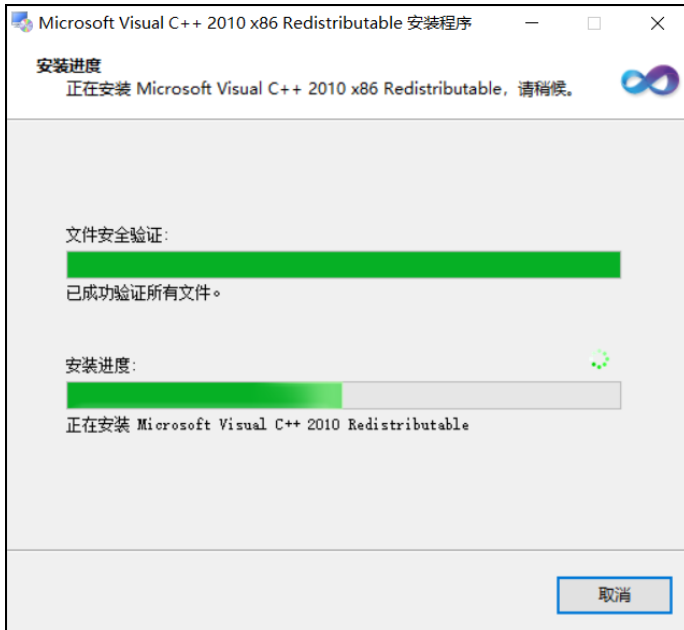 Microsoft Visual C++ 2010 x86 Redistributable 安装程序
安装进度
正在安装 Microsoft Visual C++ 2010 x86 Redistributable，请稍候。
文件安全验证:
已成功验证所有文件。
安装进度:
正在安装 Microsoft Visual C++ 2010 Redistributable
取消